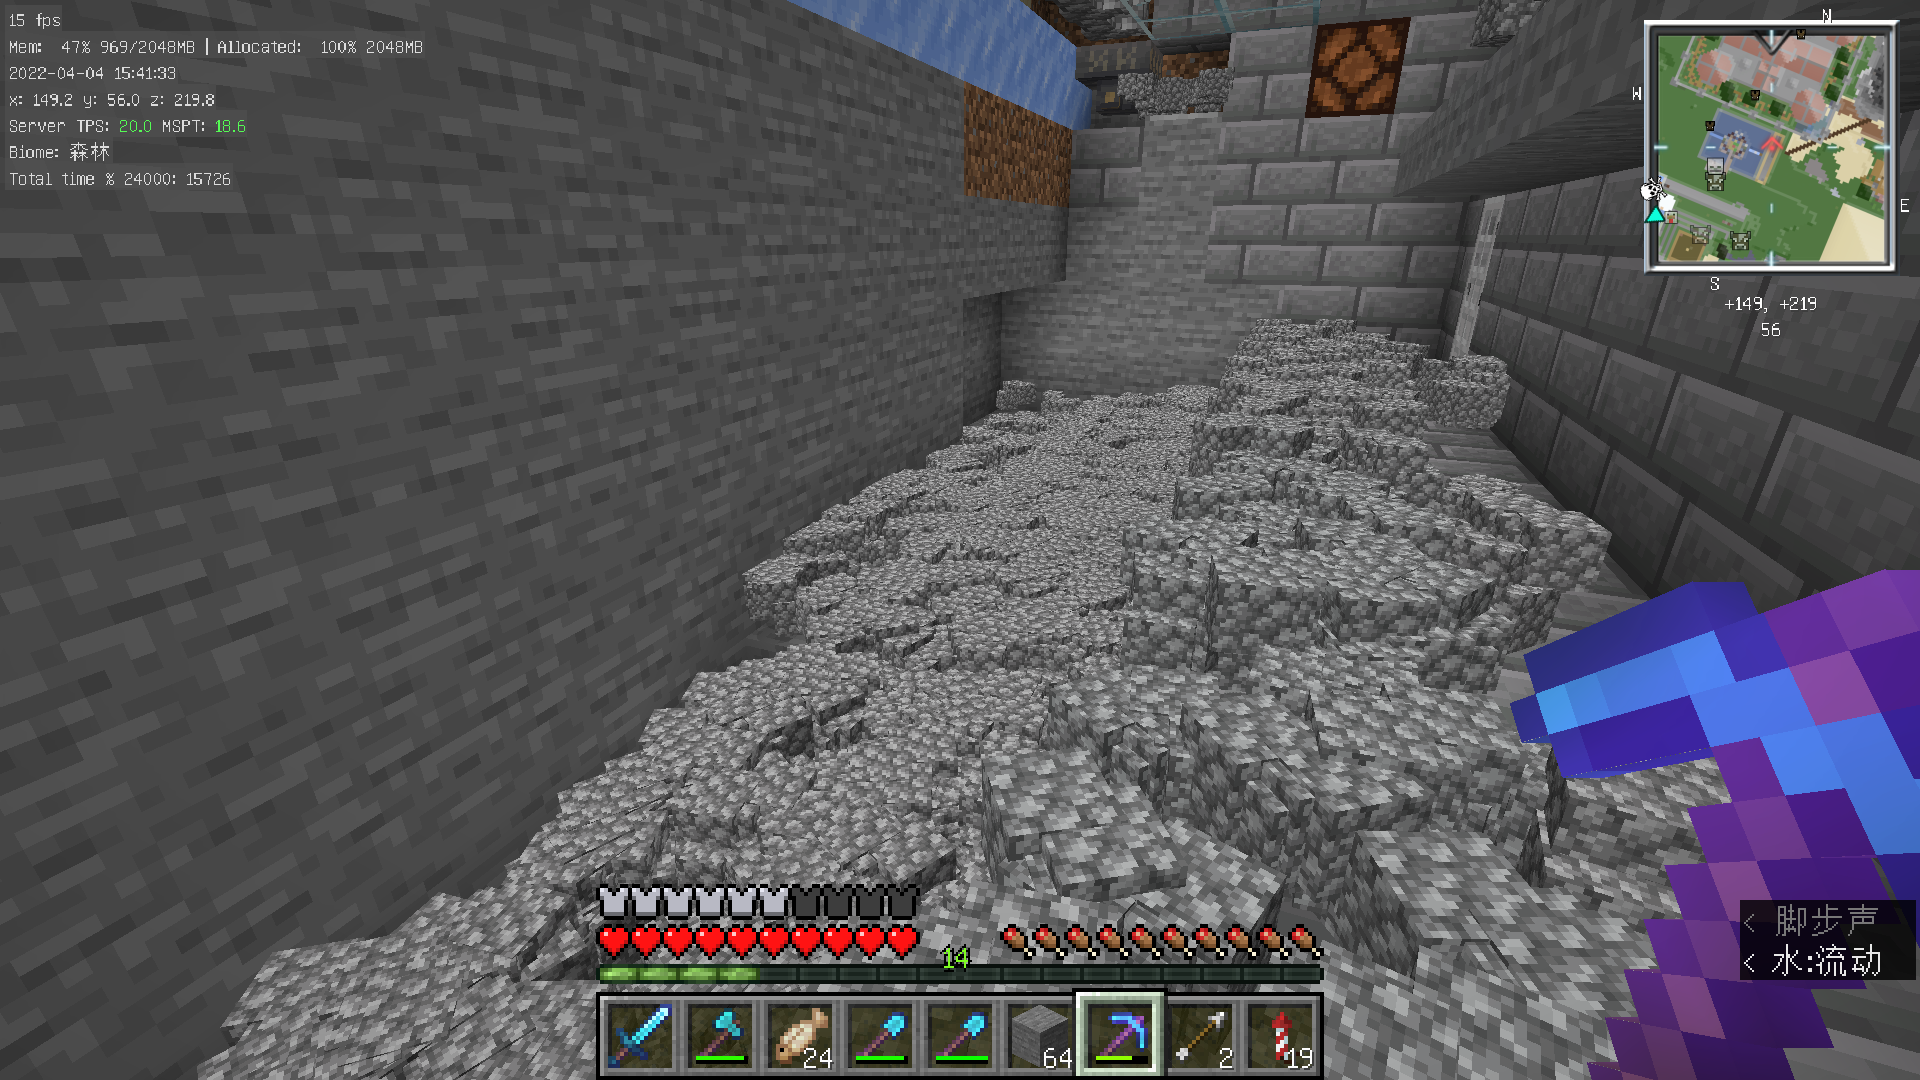 15 fps
Mem: 47% 969/2048MB | Allocated: 100% 2048MB
2022-04-04 15:41:33
x: 149.2 y: 56.0 z: 219.8
Server TPS: 20.0 MSPT: 18.6
Biome: 森林
Total time % 24000: 15726
N
W
E
S
+149, +219
56
< 脚步声
< 水:流动
14
24
64
2
19